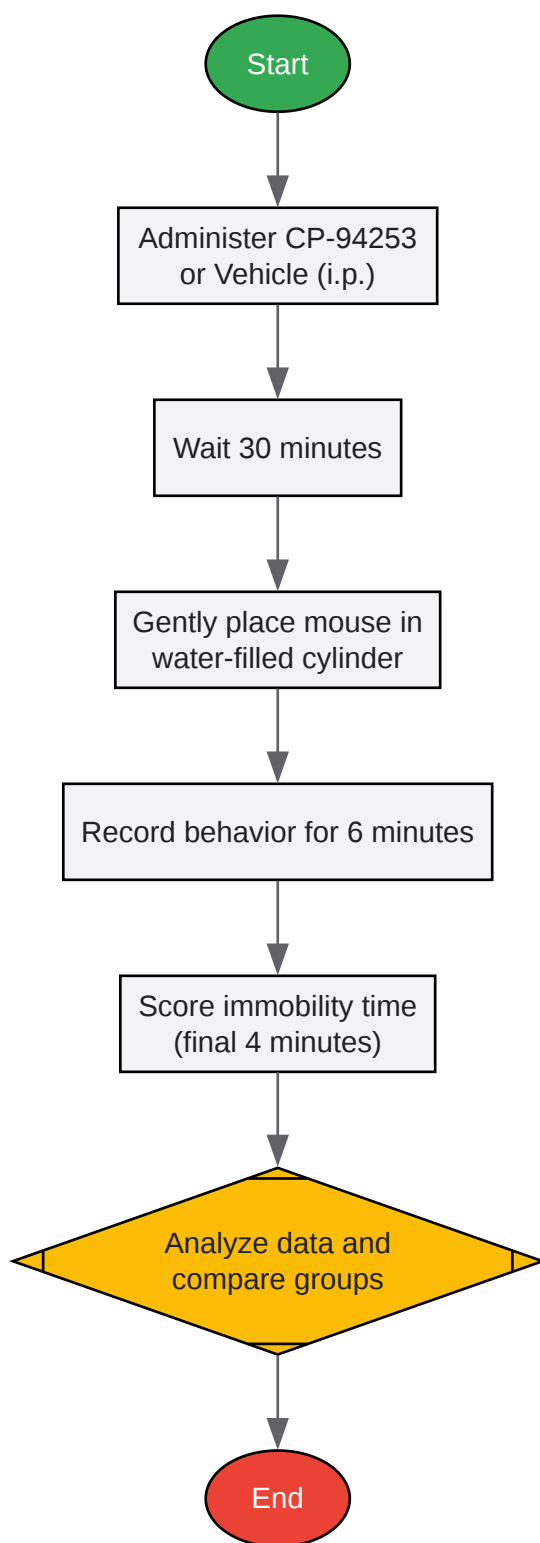 Start
Administer CP-94253
or Vehicle (i.p.)
Wait 30 minutes
Gently place mouse in
water-filled cylinder
Record behavior for 6 minutes
Score immobility time
(final 4 minutes)
Analyze data and
compare groups
End